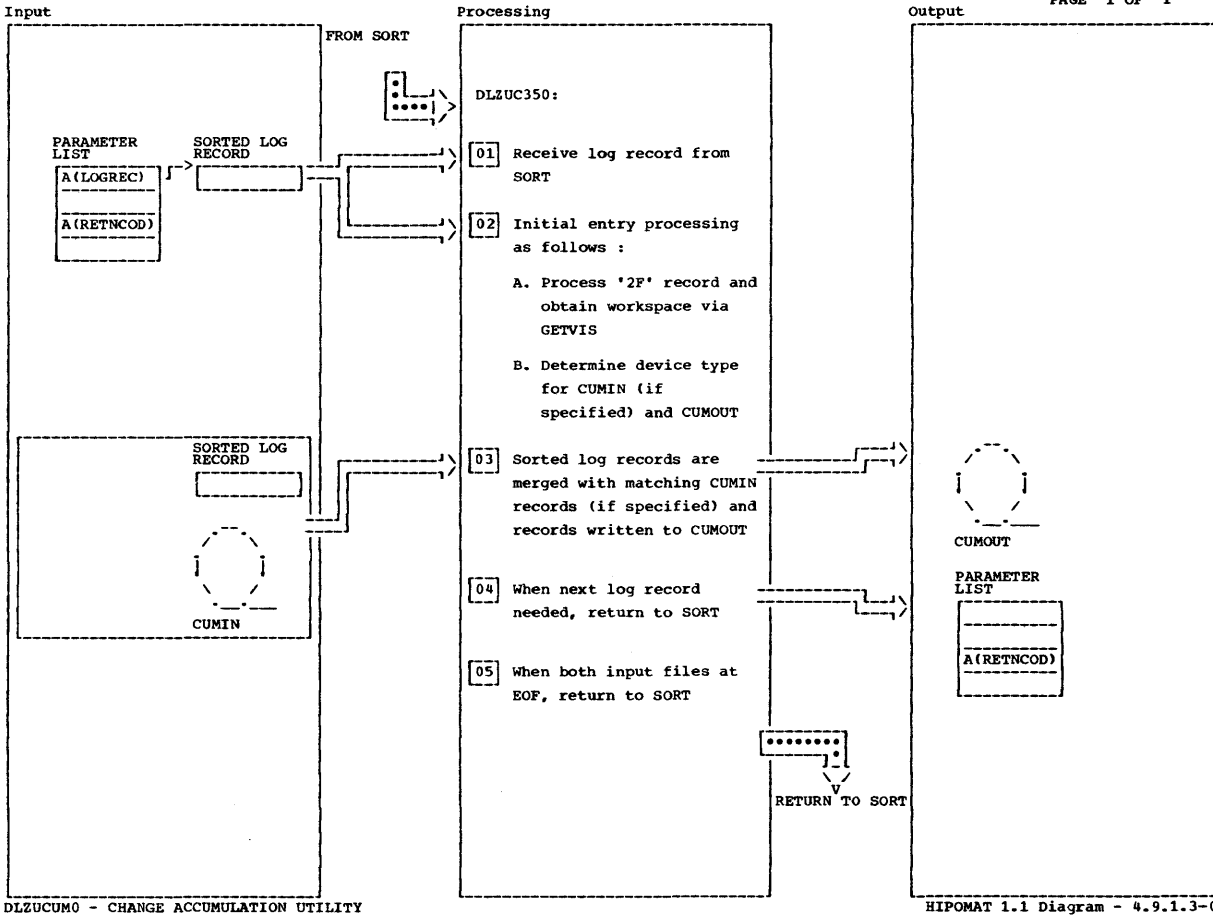 PAGE 1 OF 1
Input
Processing
Output
FROM SORT
DLZUC350:
PARAMETER
LIST
SORTED LOG
RECORD
A(LOGREC)
A(RETNCOD)
01 Receive log record from
SORT
02 Initial entry processing
as follows :
A. Process '2F' record and
obtain workspace via
GETVIS
B. Determine device type
for CUMIN (if
specified) and CUMOUT
SORTED LOG
RECORD
CUMIN
03 Sorted log records are
merged with matching CUMIN
records (if specified) and
records written to CUMOUT
CUMOUT
04 When next log record
needed, return to SORT
PARAMETER
LIST
A(RETNCOD)
05 When both input files at
EOF, return to SORT
RETURN TO SORT
DLZUCUM0 - CHANGE ACCUMULATION UTILITY
HIPOMAT 1.1 Diagram - 4.9.1.3-0